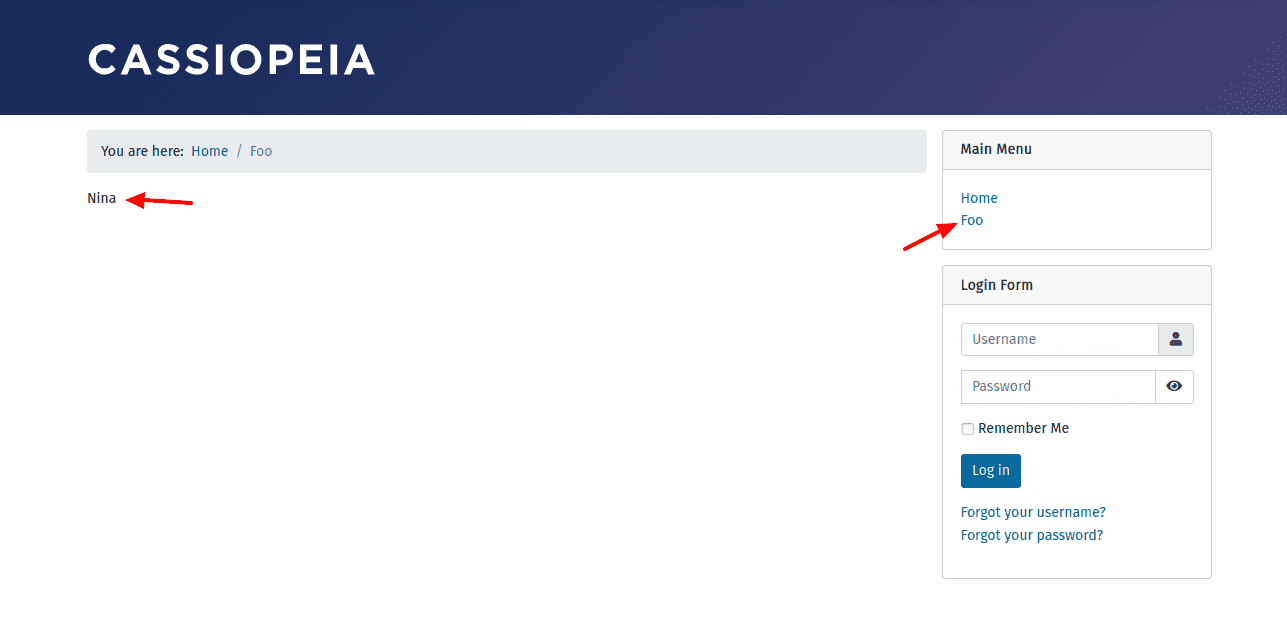 CASSIOPEIA
You are here: Home / Foo
Nina
Main Menu
Home
Foo
Login Form
Username
Password
Remember Me
Log in
Forgot your username?
Forgot your password?